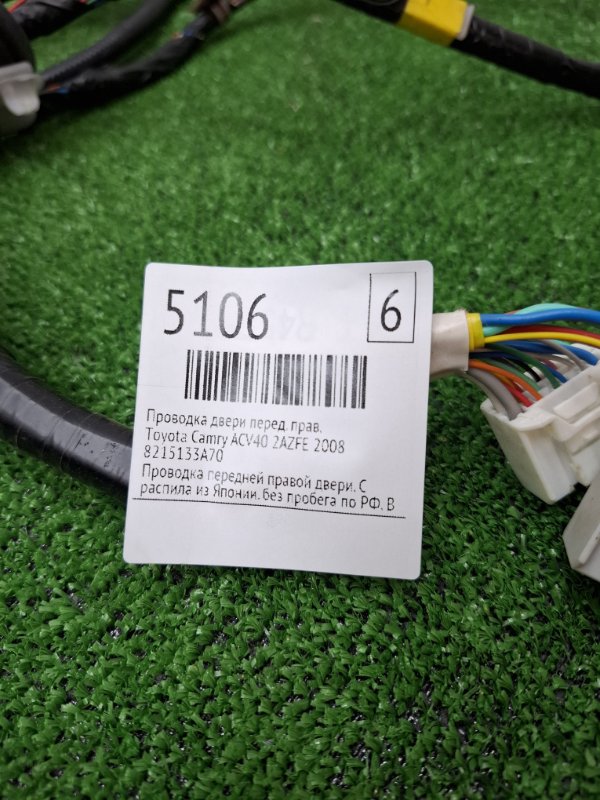 5106 6
Проводка двери перед. прав.
Toyota Camry ACV40 2AZFE 2008
8215133A70
Проводка передней правой двери. С
распила из Японии. без пробега по РФ. В